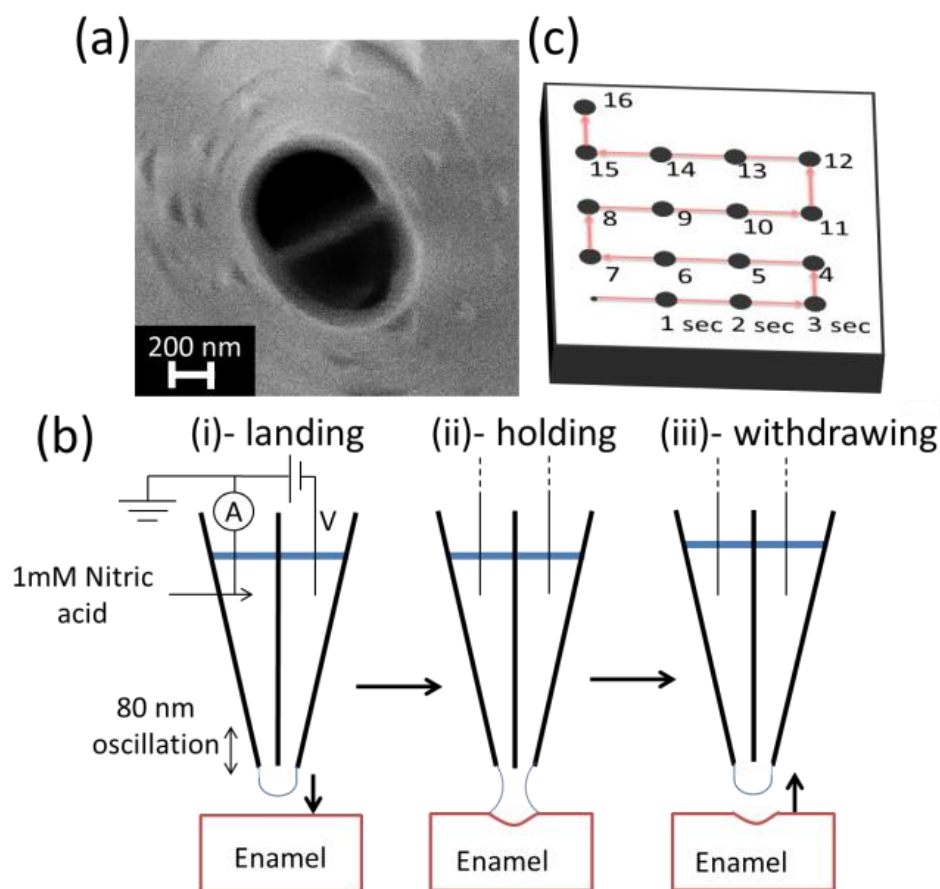 (a)
200 nm
(c)
16
15 14 13 12
8 9 10 11
7 6 5 4
1 sec 2 sec 3 sec
(b)
(i)- landing
(ii)- holding
(iii)- withdrawing
A
V
1mM Nitric
acid
80 nm
oscillation
Enamel
Enamel
Enamel